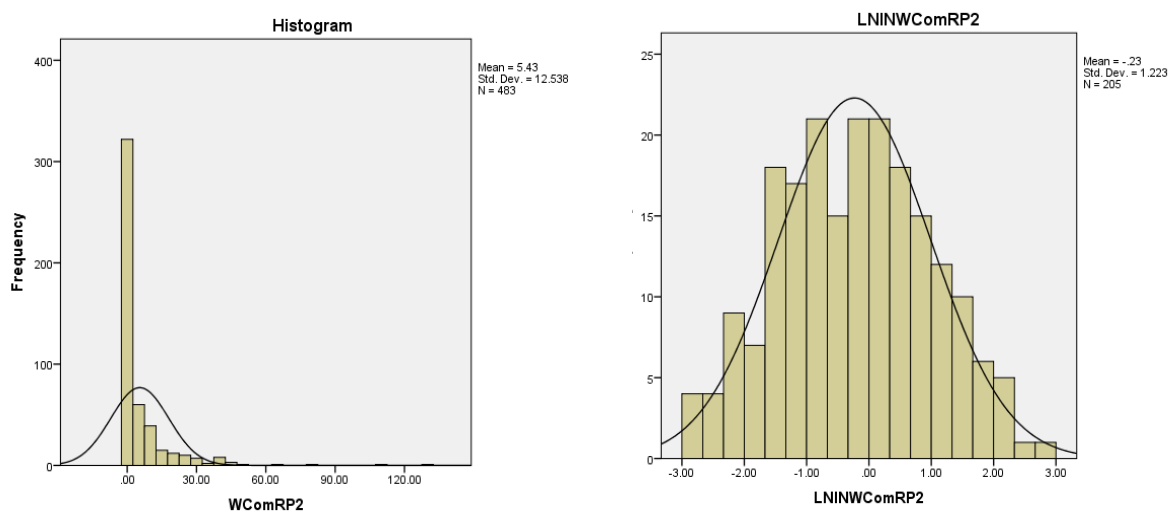 Histogram
Mean = 5.43
Std. Dev. = 12.538
N = 483
400
300
200
100
0
Frequency
.00 30.00 60.00 90.00 120.00
WComRP2
LNINWComRP2
Mean = -.23
Std. Dev. = 1.223
N = 205
25
20
15
10
5
0
-3.00 -2.00 -1.00 .00 1.00 2.00 3.00
LNINWComRP2